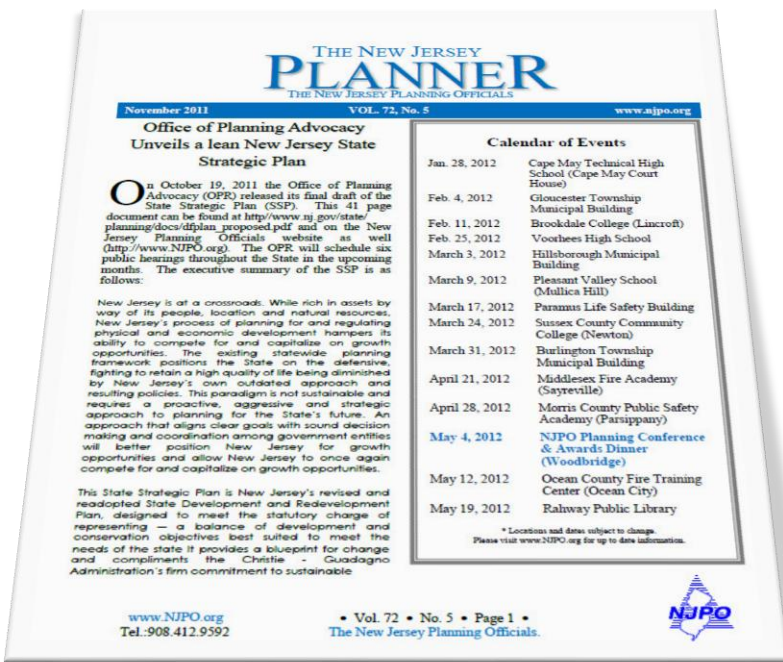 THE NEW JERSEY
PLANNER
THE NEW JERSEY PLANNING OFFICIALS
November 2011 VOL. 72, No. 5 www.njpo.org
Office of Planning Advocacy
Unveils a lean New Jersey State
Strategic Plan
On October 19, 2011 the Office of Planning
Advocacy (OPR) released its final draft of the
State Strategic Plan (SSP). This 41 page
document can be found at http//www.nj.gov/state/
planning/docs/dfplan_proposed.pdf and on the New
Jersey Planning Officials website as well
(http://www.NJPO.org). The OPR will schedule six
public hearings throughout the State in the upcoming
months. The executive summary of the SSP is as
follows:
New Jersey is at a crossroads. While rich in assets by
way of its people, location and natural resources,
New Jersey's process of planning for and regulating
physical and economic development hampers its
ability to compete for and capitalize on growth
opportunities. The existing statewide planning
framework positions the State on the defensive,
fighting to retain a high quality of life being diminished
by New Jersey's own outdated approach and
resulting policies. This paradigm is not sustainable and
requires a proactive, aggressive and strategic
approach to planning for the State's future. An
approach that aligns clear goals with sound decision
making and coordination among government entities
will better position New Jersey for growth
opportunities and allow New Jersey to once again
compete for and capitalize on growth opportunities.
This State Strategic Plan is New Jersey's revised and
readopted State Development and Redevelopment
Plan, designed to meet the statutory charge of
representing — a balance of development and
conservation objectives best suited to meet the
needs of the state It provides a blueprint for change
and compliments the Christie - Guadagno
Administration's firm commitment to sustainable
Calendar of Events
Jan. 28, 2012 Cape May Technical High
School (Cape May Court
House)
Feb. 4, 2012 Gloucester Township
Municipal Building
Feb. 11, 2012 Brookdale College (Lincroft)
Feb. 25, 2012 Voorhees High School
March 3, 2012 Hillsborough Municipal
Building
March 9, 2012 Pleasant Valley School
(Mullica Hill)
March 17, 2012 Paramus Life Safety Building
March 24, 2012 Sussex County Community
College (Newton)
March 31, 2012 Burlington Township
Municipal Building
April 21, 2012 Middlesex Fire Academy
(Sayreville)
April 28, 2012 Morris County Public Safety
Academy (Parsippany)
May 4, 2012 NJPO Planning Conference
& Awards Dinner
(Woodbridge)
May 12, 2012 Ocean County Fire Training
Center (Ocean City)
May 19, 2012 Rahway Public Library
* Locations and dates subject to change.
Please visit www.NJPO.org for up to date information.
www.NJPO.org • Vol. 72 • No. 5 • Page 1 •
Tel.:908.412.9592 The New Jersey Planning Officials.
NJPO